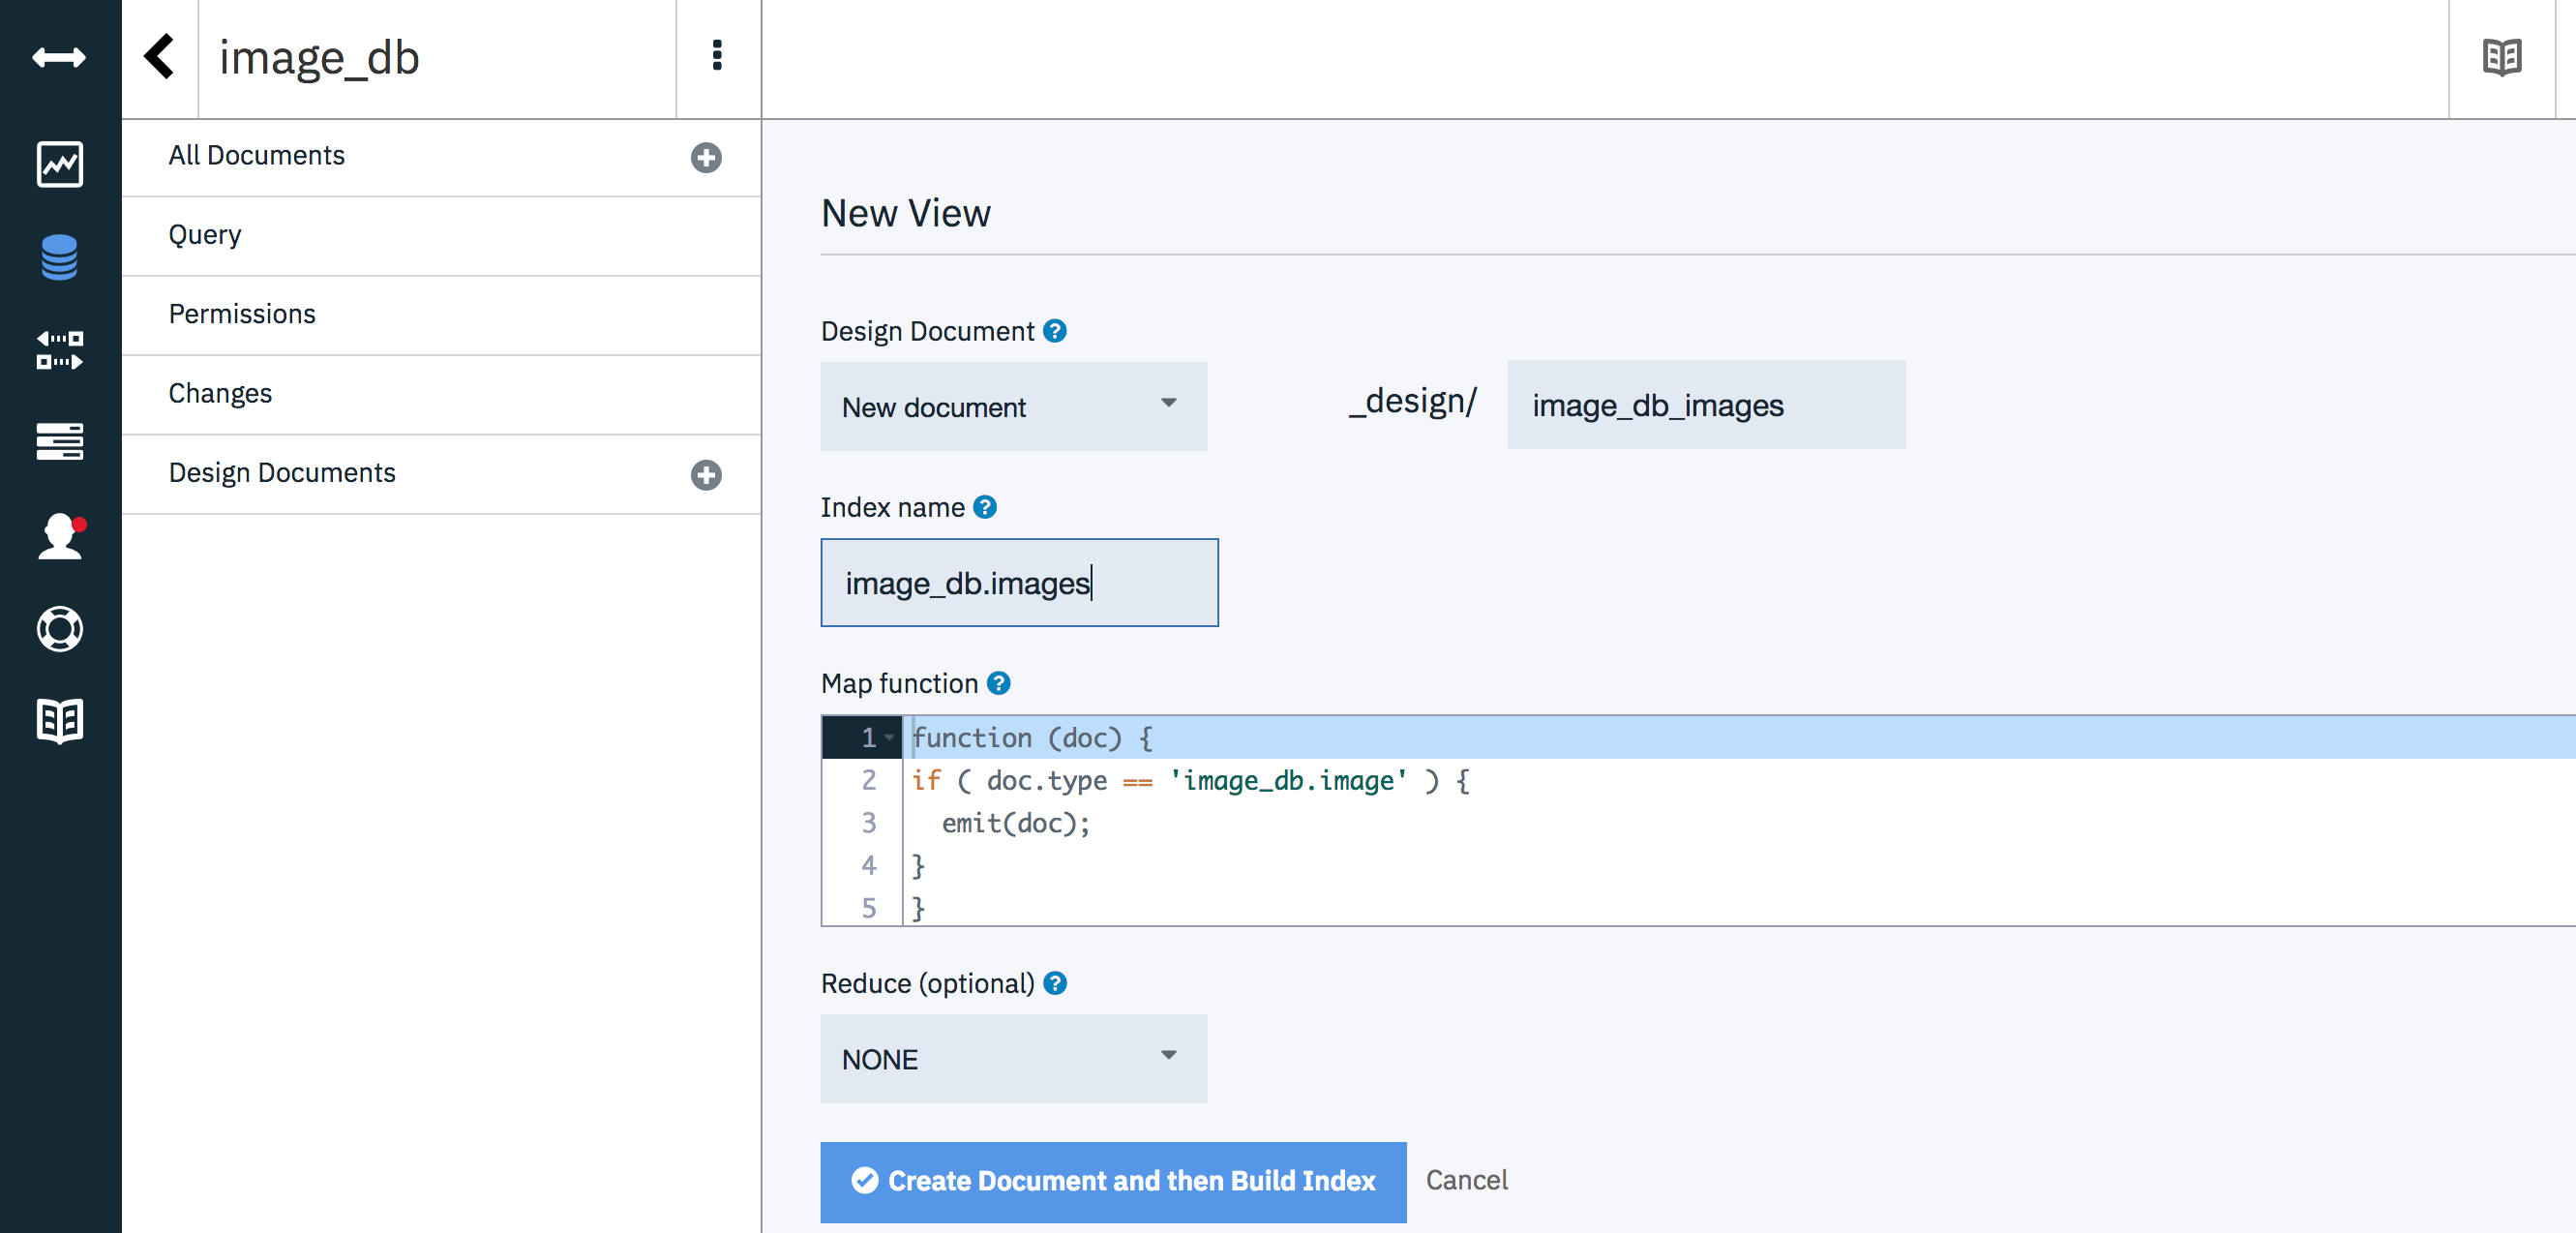 image_db
All Documents
Query
Permissions
Changes
Design Documents
New View
Design Document ?
New document
_design/ image_db_images
Index name ?
image_db.images
Map function ?
1 function (doc) {
2 if ( doc.type == 'image_db.image' ) {
3   emit(doc);
4 }
5 }
Reduce (optional) ?
NONE
Create Document and then Build Index Cancel